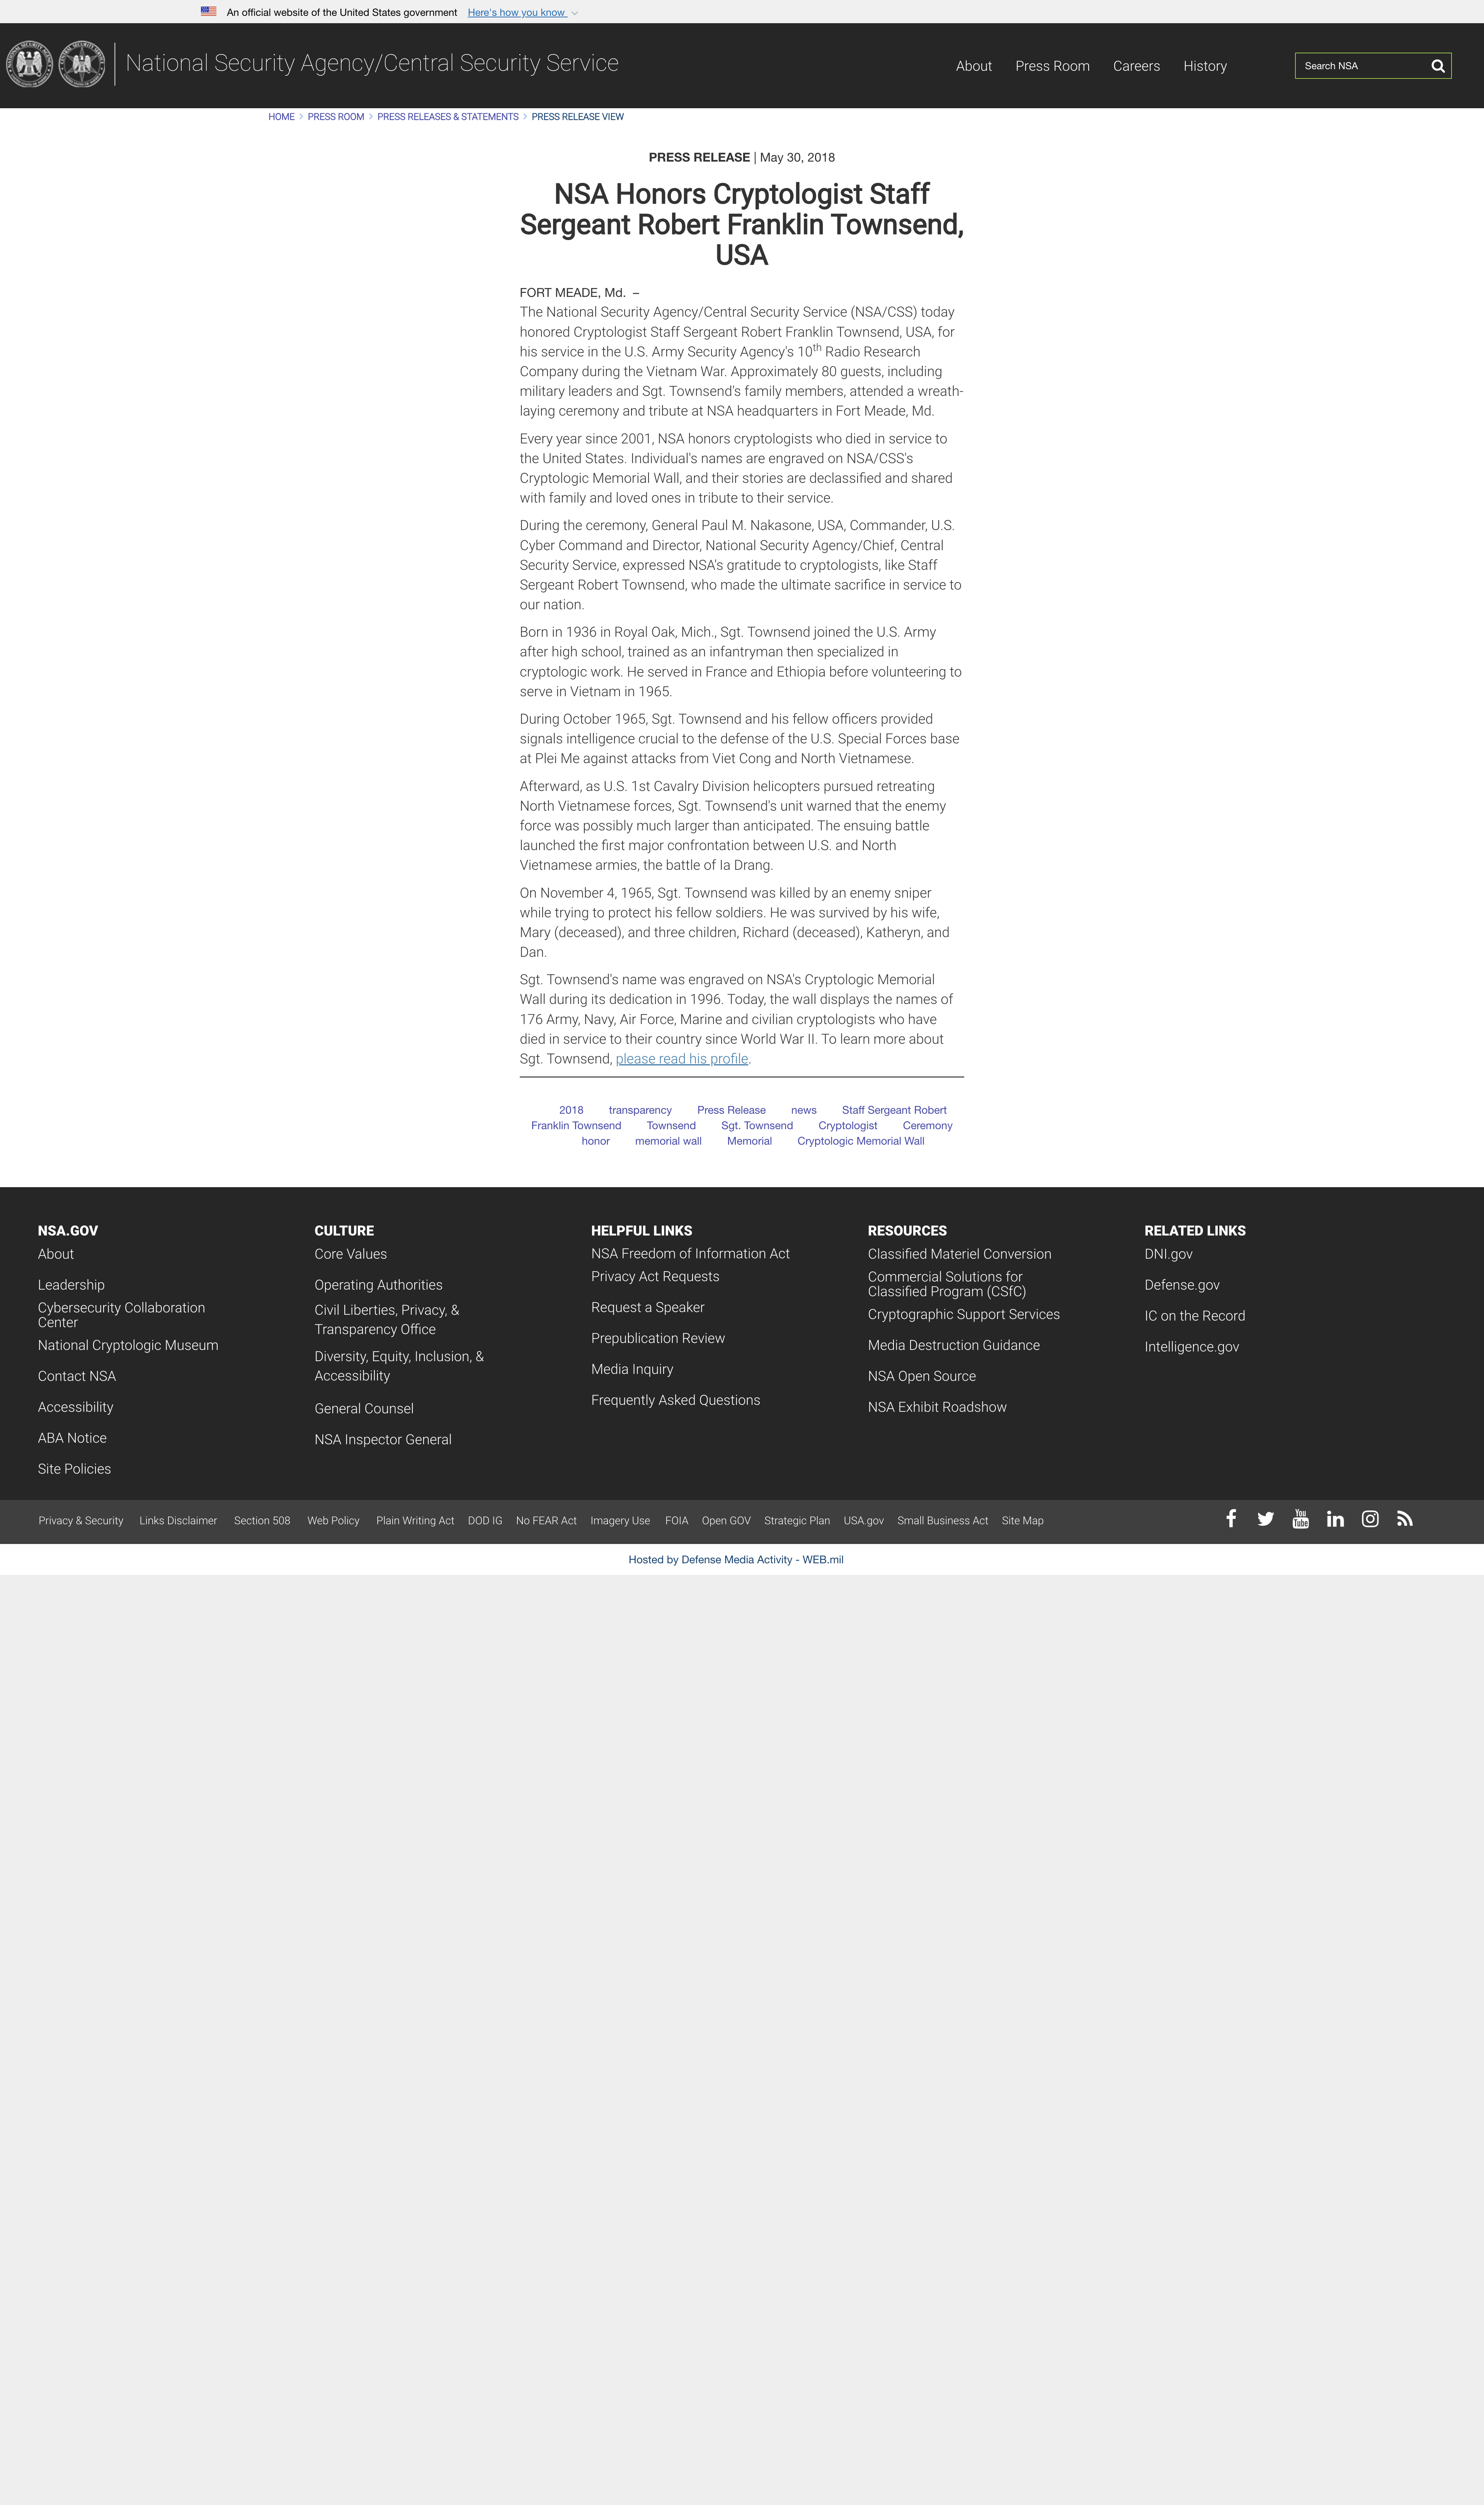 An official website of the United States government Here's how you know
National Security Agency/Central Security Service
About Press Room Careers History
Search NSA
HOME > PRESS ROOM > PRESS RELEASES & STATEMENTS > PRESS RELEASE VIEW
PRESS RELEASE | May 30, 2018
NSA Honors Cryptologist Staff
Sergeant Robert Franklin Townsend,
USA
FORT MEADE, Md. –
The National Security Agency/Central Security Service (NSA/CSS) today
honored Cryptologist Staff Sergeant Robert Franklin Townsend, USA, for
his service in the U.S. Army Security Agency's 10th Radio Research
Company during the Vietnam War. Approximately 80 guests, including
military leaders and Sgt. Townsend's family members, attended a wreath-
laying ceremony and tribute at NSA headquarters in Fort Meade, Md.
Every year since 2001, NSA honors cryptologists who died in service to
the United States. Individual's names are engraved on NSA/CSS's
Cryptologic Memorial Wall, and their stories are declassified and shared
with family and loved ones in tribute to their service.
During the ceremony, General Paul M. Nakasone, USA, Commander, U.S.
Cyber Command and Director, National Security Agency/Chief, Central
Security Service, expressed NSA's gratitude to cryptologists, like Staff
Sergeant Robert Townsend, who made the ultimate sacrifice in service to
our nation.
Born in 1936 in Royal Oak, Mich., Sgt. Townsend joined the U.S. Army
after high school, trained as an infantryman then specialized in
cryptologic work. He served in France and Ethiopia before volunteering to
serve in Vietnam in 1965.
During October 1965, Sgt. Townsend and his fellow officers provided
signals intelligence crucial to the defense of the U.S. Special Forces base
at Plei Me against attacks from Viet Cong and North Vietnamese.
Afterward, as U.S. 1st Cavalry Division helicopters pursued retreating
North Vietnamese forces, Sgt. Townsend's unit warned that the enemy
force was possibly much larger than anticipated. The ensuing battle
launched the first major confrontation between U.S. and North
Vietnamese armies, the battle of Ia Drang.
On November 4, 1965, Sgt. Townsend was killed by an enemy sniper
while trying to protect his fellow soldiers. He was survived by his wife,
Mary (deceased), and three children, Richard (deceased), Katheryn, and
Dan.
Sgt. Townsend's name was engraved on NSA's Cryptologic Memorial
Wall during its dedication in 1996. Today, the wall displays the names of
176 Army, Navy, Air Force, Marine and civilian cryptologists who have
died in service to their country since World War II. To learn more about
Sgt. Townsend, please read his profile.
2018 transparency Press Release news Staff Sergeant Robert
Franklin Townsend Townsend Sgt. Townsend Cryptologist Ceremony
honor memorial wall Memorial Cryptologic Memorial Wall
NSA.GOV
About
Leadership
Cybersecurity Collaboration
Center
National Cryptologic Museum
Contact NSA
Accessibility
ABA Notice
Site Policies
CULTURE
Core Values
Operating Authorities
Civil Liberties, Privacy, &
Transparency Office
Diversity, Equity, Inclusion, &
Accessibility
General Counsel
NSA Inspector General
HELPFUL LINKS
NSA Freedom of Information Act
Privacy Act Requests
Request a Speaker
Prepublication Review
Media Inquiry
Frequently Asked Questions
RESOURCES
Classified Materiel Conversion
Commercial Solutions for
Classified Program (CSfC)
Cryptographic Support Services
Media Destruction Guidance
NSA Open Source
NSA Exhibit Roadshow
RELATED LINKS
DNI.gov
Defense.gov
IC on the Record
Intelligence.gov
Privacy & Security Links Disclaimer Section 508 Web Policy Plain Writing Act DOD IG No FEAR Act Imagery Use FOIA Open GOV Strategic Plan USA.gov Small Business Act Site Map
You
Tube
Hosted by Defense Media Activity - WEB.mil